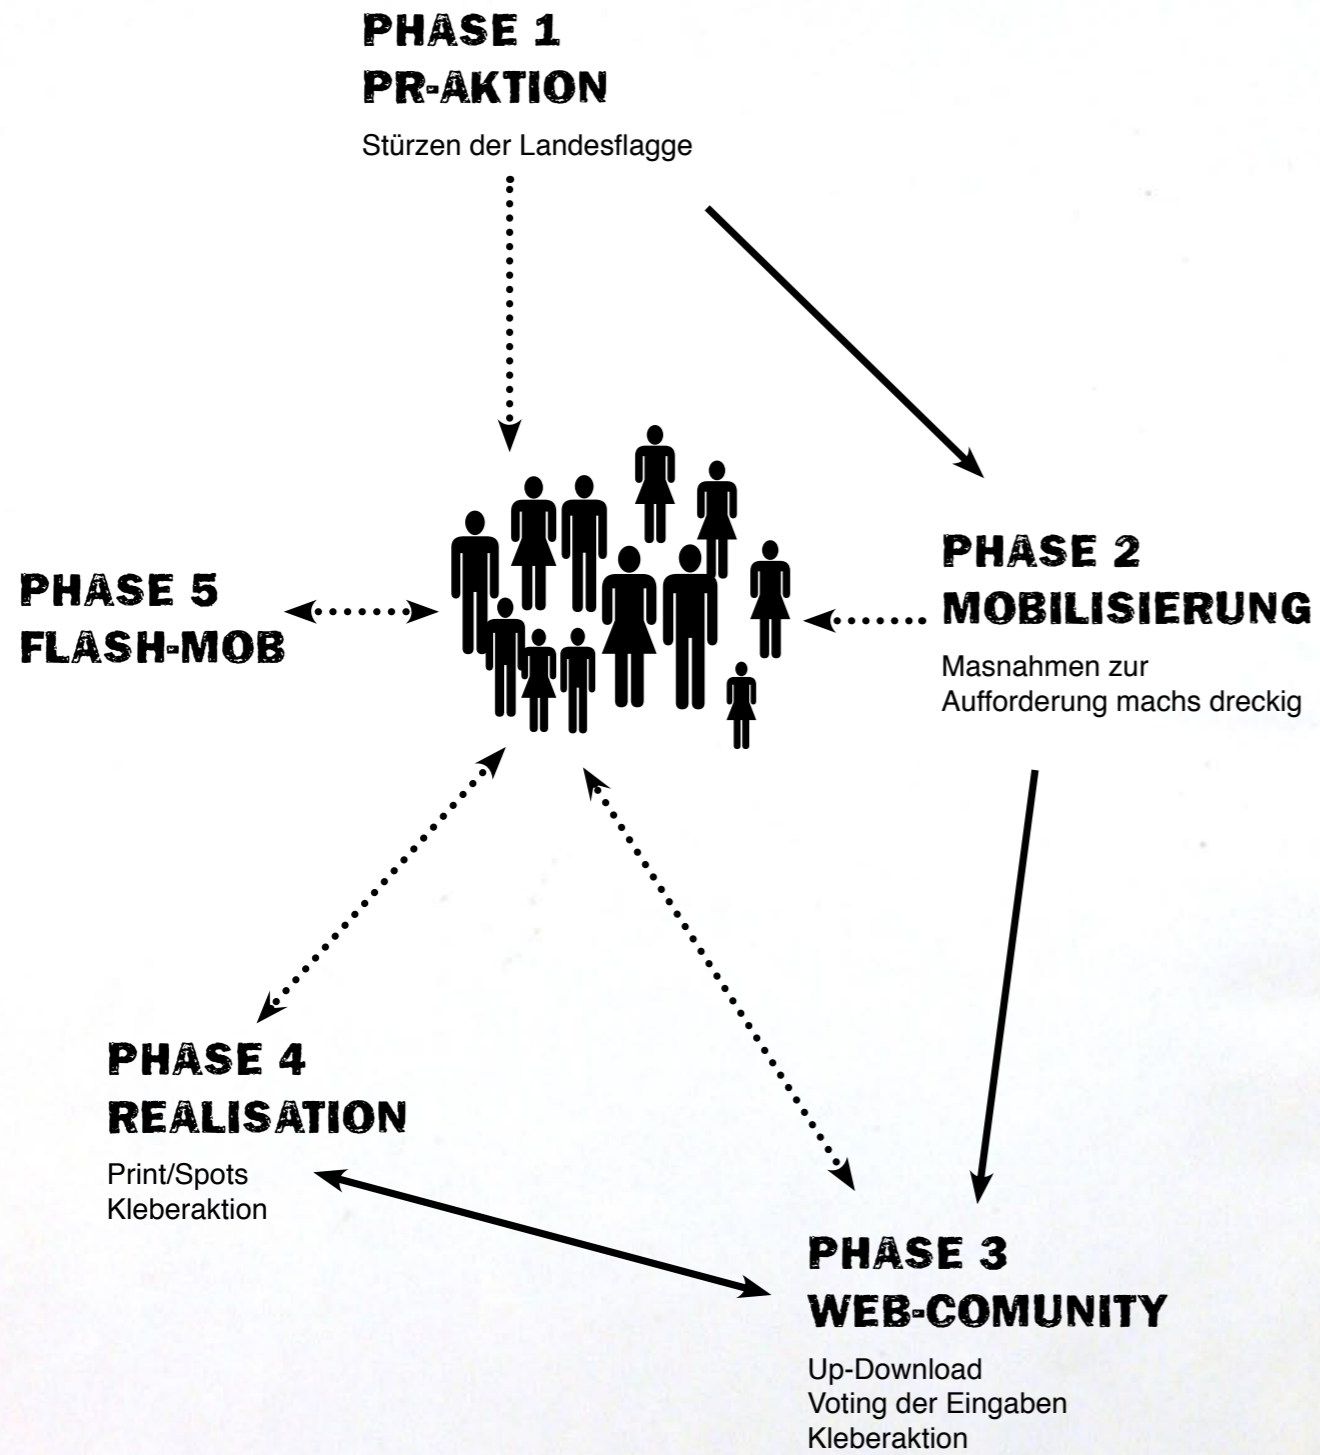 PHASE 1
PR-AKTION
Stürzen der Landesflagge
PHASE 2
MOBILISIERUNG
Masnahmen zur
Aufforderung machs dreckig
PHASE 5
FLASH-MOB
PHASE 4
REALISATION
Print/Spots
Kleberaktion
PHASE 3
WEB-COMUNITY
Up-Download
Voting der Eingaben
Kleberaktion